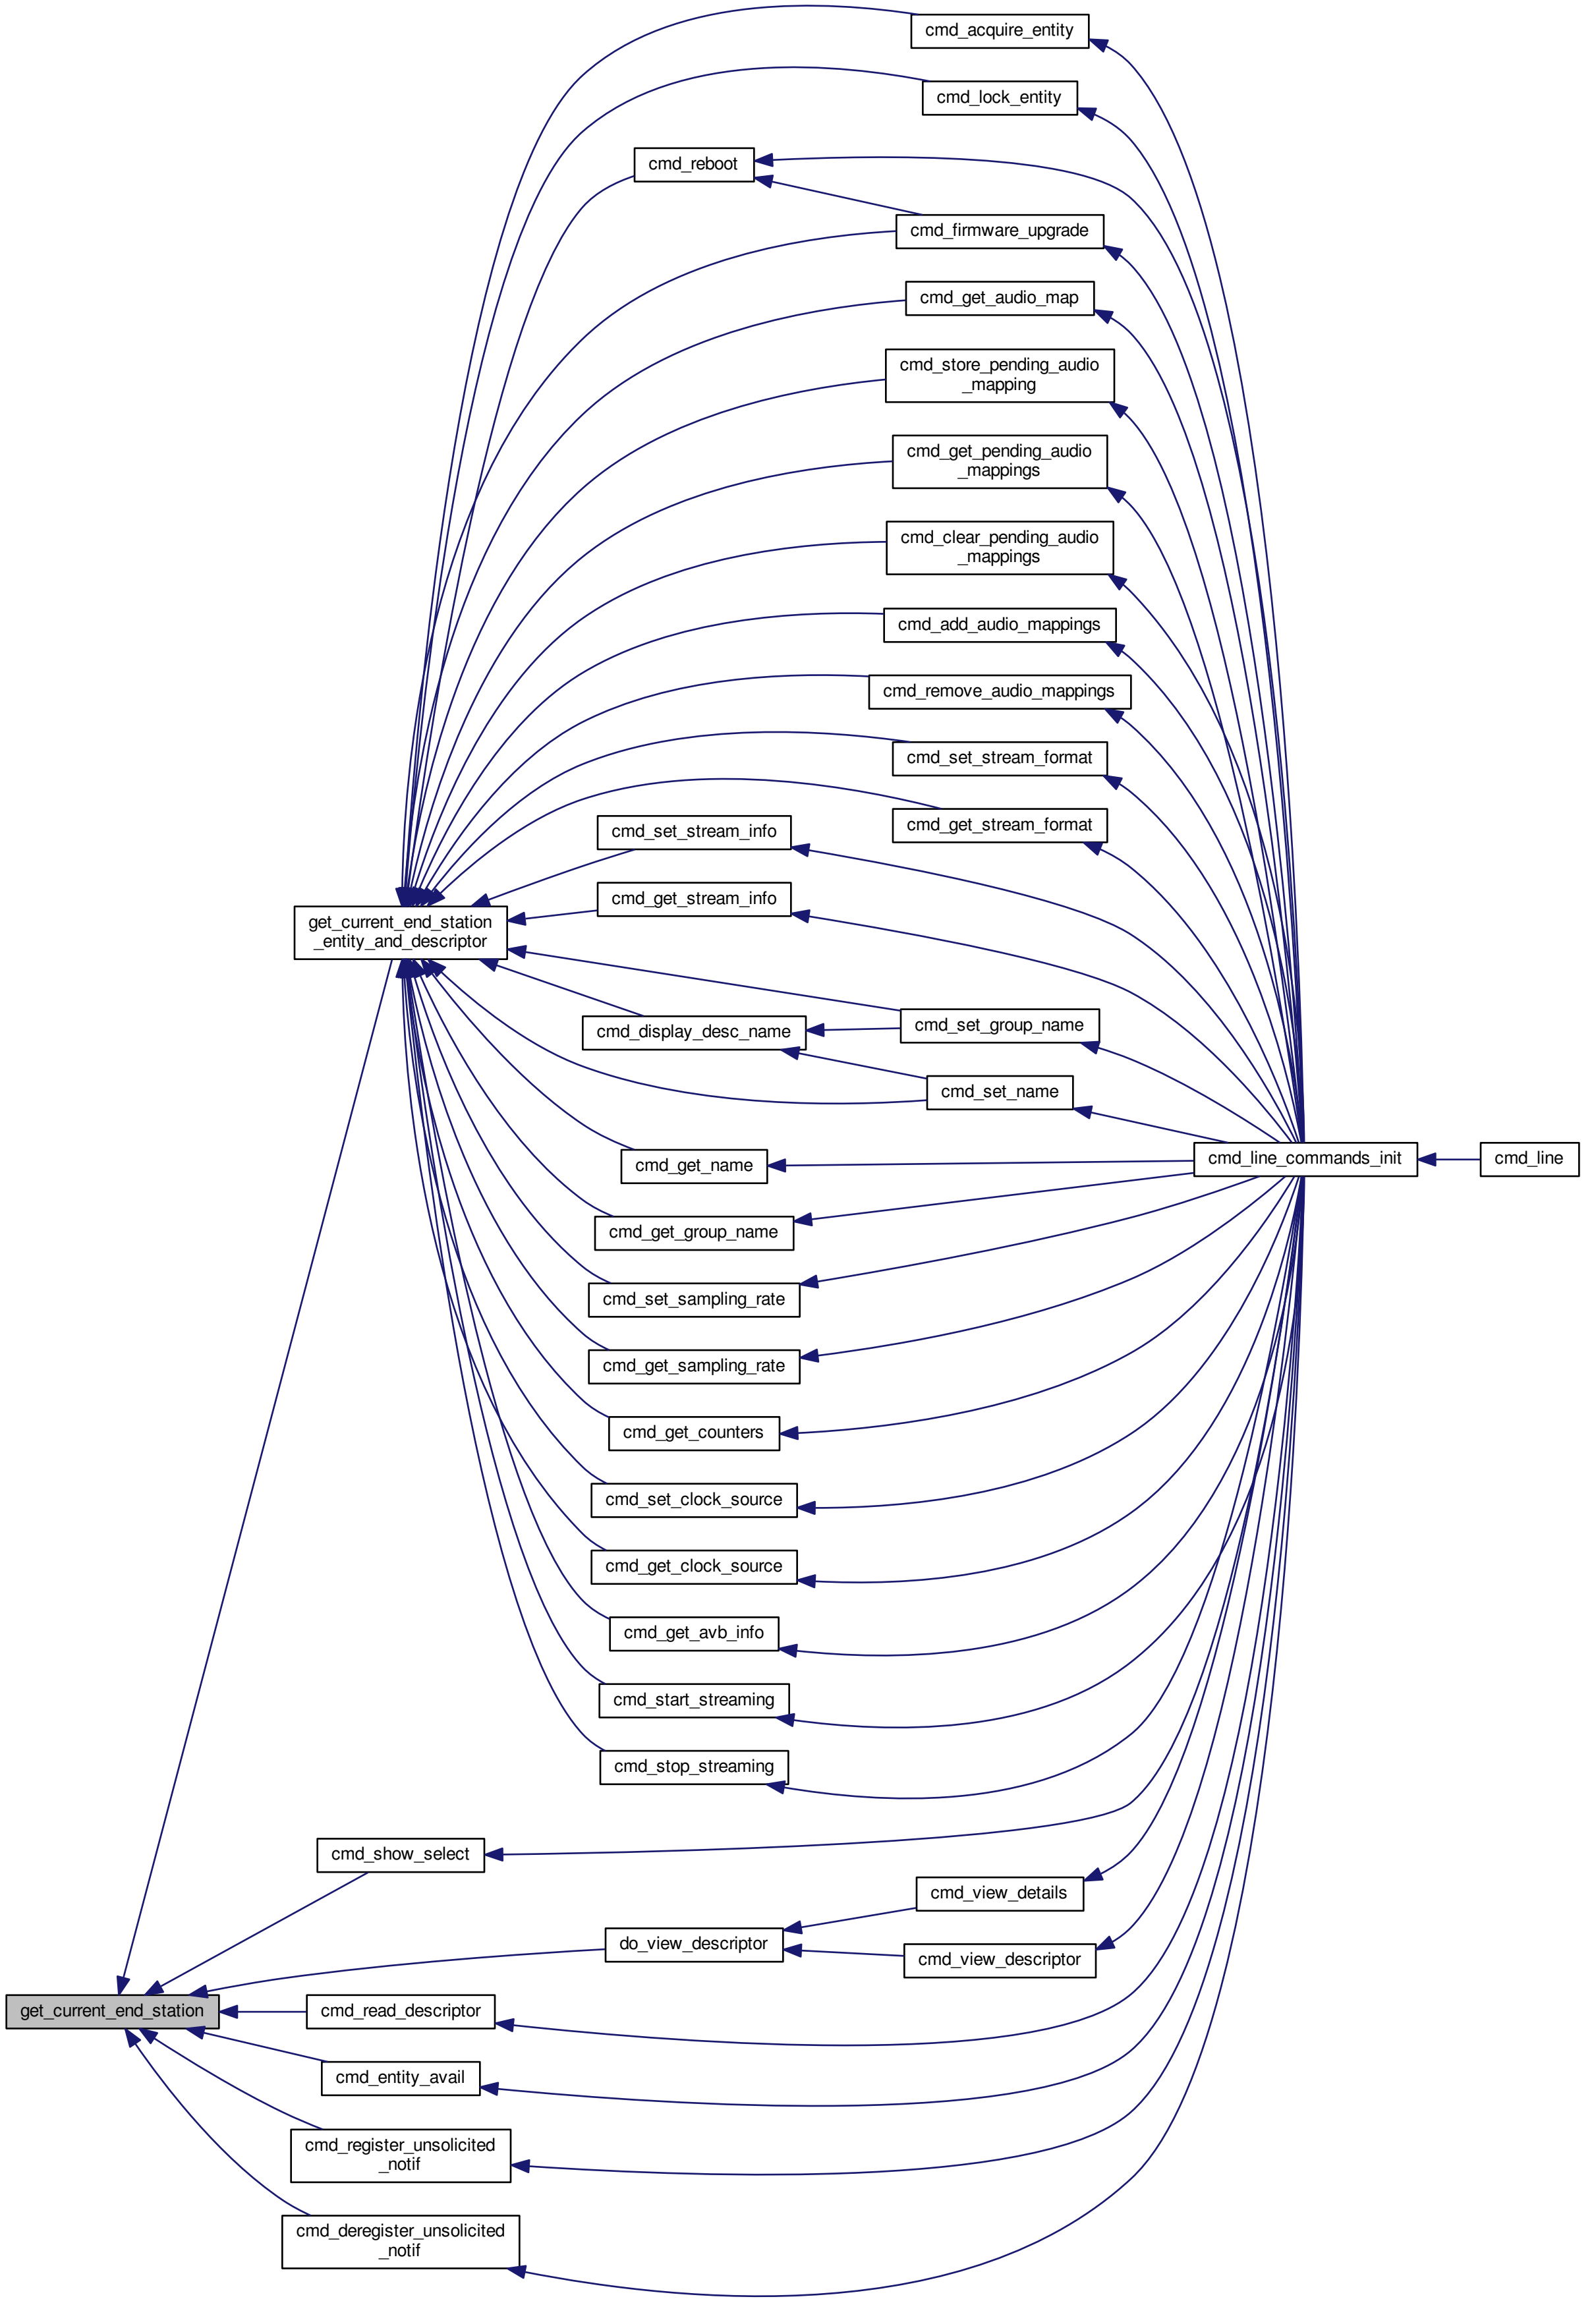 cmd_acquire_entity
cmd_lock_entity
cmd_reboot
cmd_firmware_upgrade
cmd_get_audio_map
cmd_store_pending_audio
_mapping
cmd_get_pending_audio
_mappings
cmd_clear_pending_audio
_mappings
cmd_add_audio_mappings
cmd_remove_audio_mappings
cmd_set_stream_format
cmd_get_stream_format
cmd_set_stream_info
cmd_get_stream_info
get_current_end_station
_entity_and_descriptor
cmd_set_group_name
cmd_display_desc_name
cmd_set_name
cmd_line_commands_init
cmd_line
cmd_get_name
cmd_get_group_name
cmd_set_sampling_rate
cmd_get_sampling_rate
cmd_get_counters
cmd_set_clock_source
cmd_get_clock_source
cmd_get_avb_info
cmd_start_streaming
cmd_stop_streaming
cmd_show_select
cmd_view_details
do_view_descriptor
cmd_view_descriptor
get_current_end_station
cmd_read_descriptor
cmd_entity_avail
cmd_register_unsolicited
_notif
cmd_deregister_unsolicited
_notif